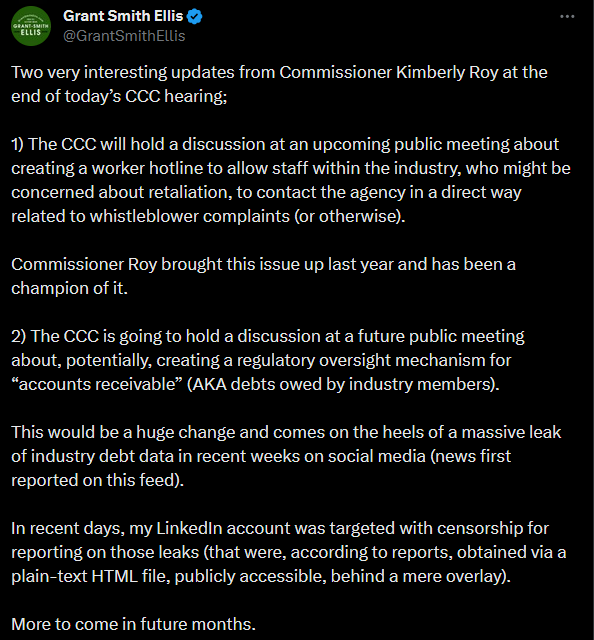 GRANT·SMITH
ELLIS
Grant Smith Ellis
@GrantSmithEllis
Two very interesting updates from Commissioner Kimberly Roy at the
end of today’s CCC hearing;
1) The CCC will hold a discussion at an upcoming public meeting about
creating a worker hotline to allow staff within the industry, who might be
concerned about retaliation, to contact the agency in a direct way
related to whistleblower complaints (or otherwise).
Commissioner Roy brought this issue up last year and has been a
champion of it.
2) The CCC is going to hold a discussion at a future public meeting
about, potentially, creating a regulatory oversight mechanism for
“accounts receivable” (AKA debts owed by industry members).
This would be a huge change and comes on the heels of a massive leak
of industry debt data in recent weeks on social media (news first
reported on this feed).
In recent days, my LinkedIn account was targeted with censorship for
reporting on those leaks (that were, according to reports, obtained via a
plain-text HTML file, publicly accessible, behind a mere overlay).
More to come in future months.